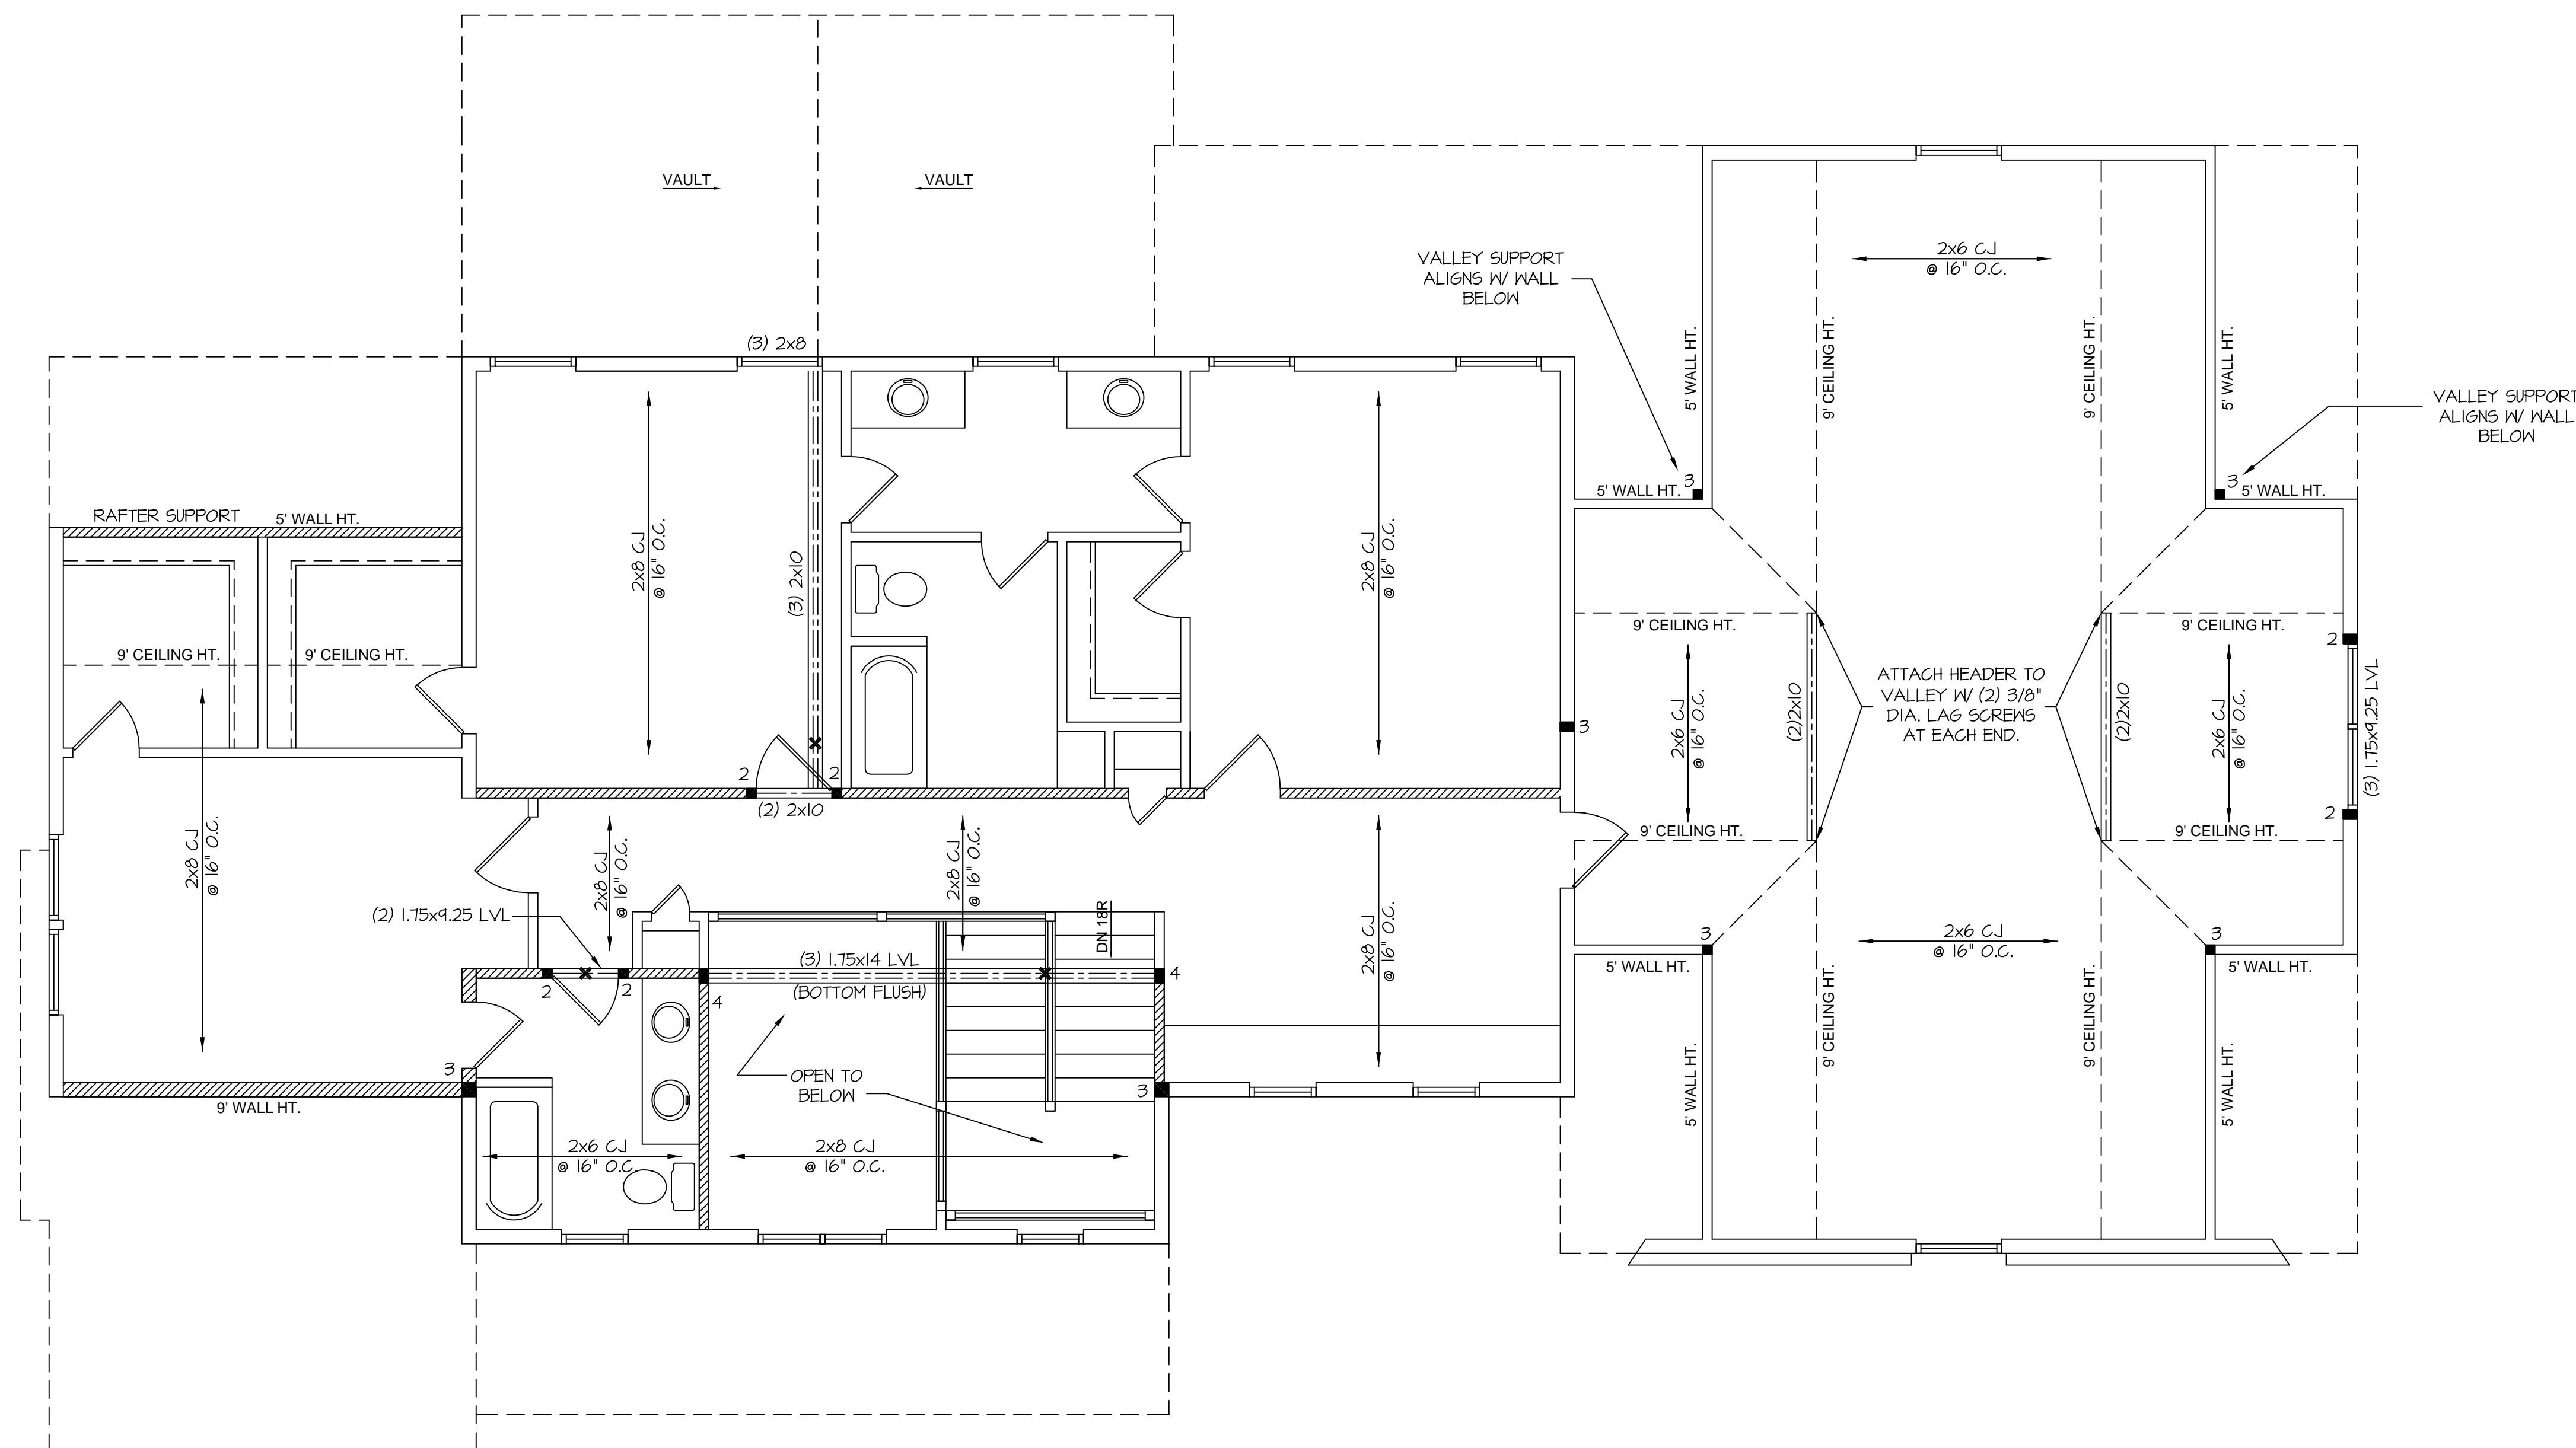 VAULT
VAULT
2x6 CJ
@ 16" O.C.
VALLEY SUPPORT
ALIGNS W/ WALL
BELOW
(3) 2x8
5' WALL HT.
9' CEILING HT.
9' CEILING HT.
5' WALL HT.
VALLEY SUPPORT
ALIGNS W/ WALL
BELOW
3
5' WALL HT.
3
5' WALL HT.
RAFTER SUPPORT
5' WALL HT.
2x8 CJ
@ 16" O.C.
(3) 2x10
2x8 CJ
@ 16" O.C.
9' CEILING HT.
9' CEILING HT.
9' CEILING HT.
9' CEILING HT.
2
3
2x6 CJ
@ 16" O.C.
(2)2x10
ATTACH HEADER TO
VALLEY W/ (2) 3/8"
DIA. LAG SCREWS
AT EACH END.
(2)2x10
2x6 CJ
@ 16" O.C.
(3) 1.75x9.25 LVL
2
2
2
(2) 2x10
9' CEILING HT.
9' CEILING HT.
2x8 CJ
@ 16" O.C.
2x8 CJ
@ 16" O.C.
2x8 CJ
@ 16" O.C.
(2) 1.75x9.25 LVL
DN 18R
2x8 CJ
@ 16" O.C.
3
2x6 CJ
@ 16" O.C.
3
(3) 1.75x14 LVL
(BOTTOM FLUSH)
4
4
2
2
5' WALL HT.
5' WALL HT.
9' CEILING HT.
9' CEILING HT.
5' WALL HT.
5' WALL HT.
3
OPEN TO
BELOW
3
9' WALL HT.
2x6 CJ
@ 16" O.C
2x8 CJ
@ 16" O.C.